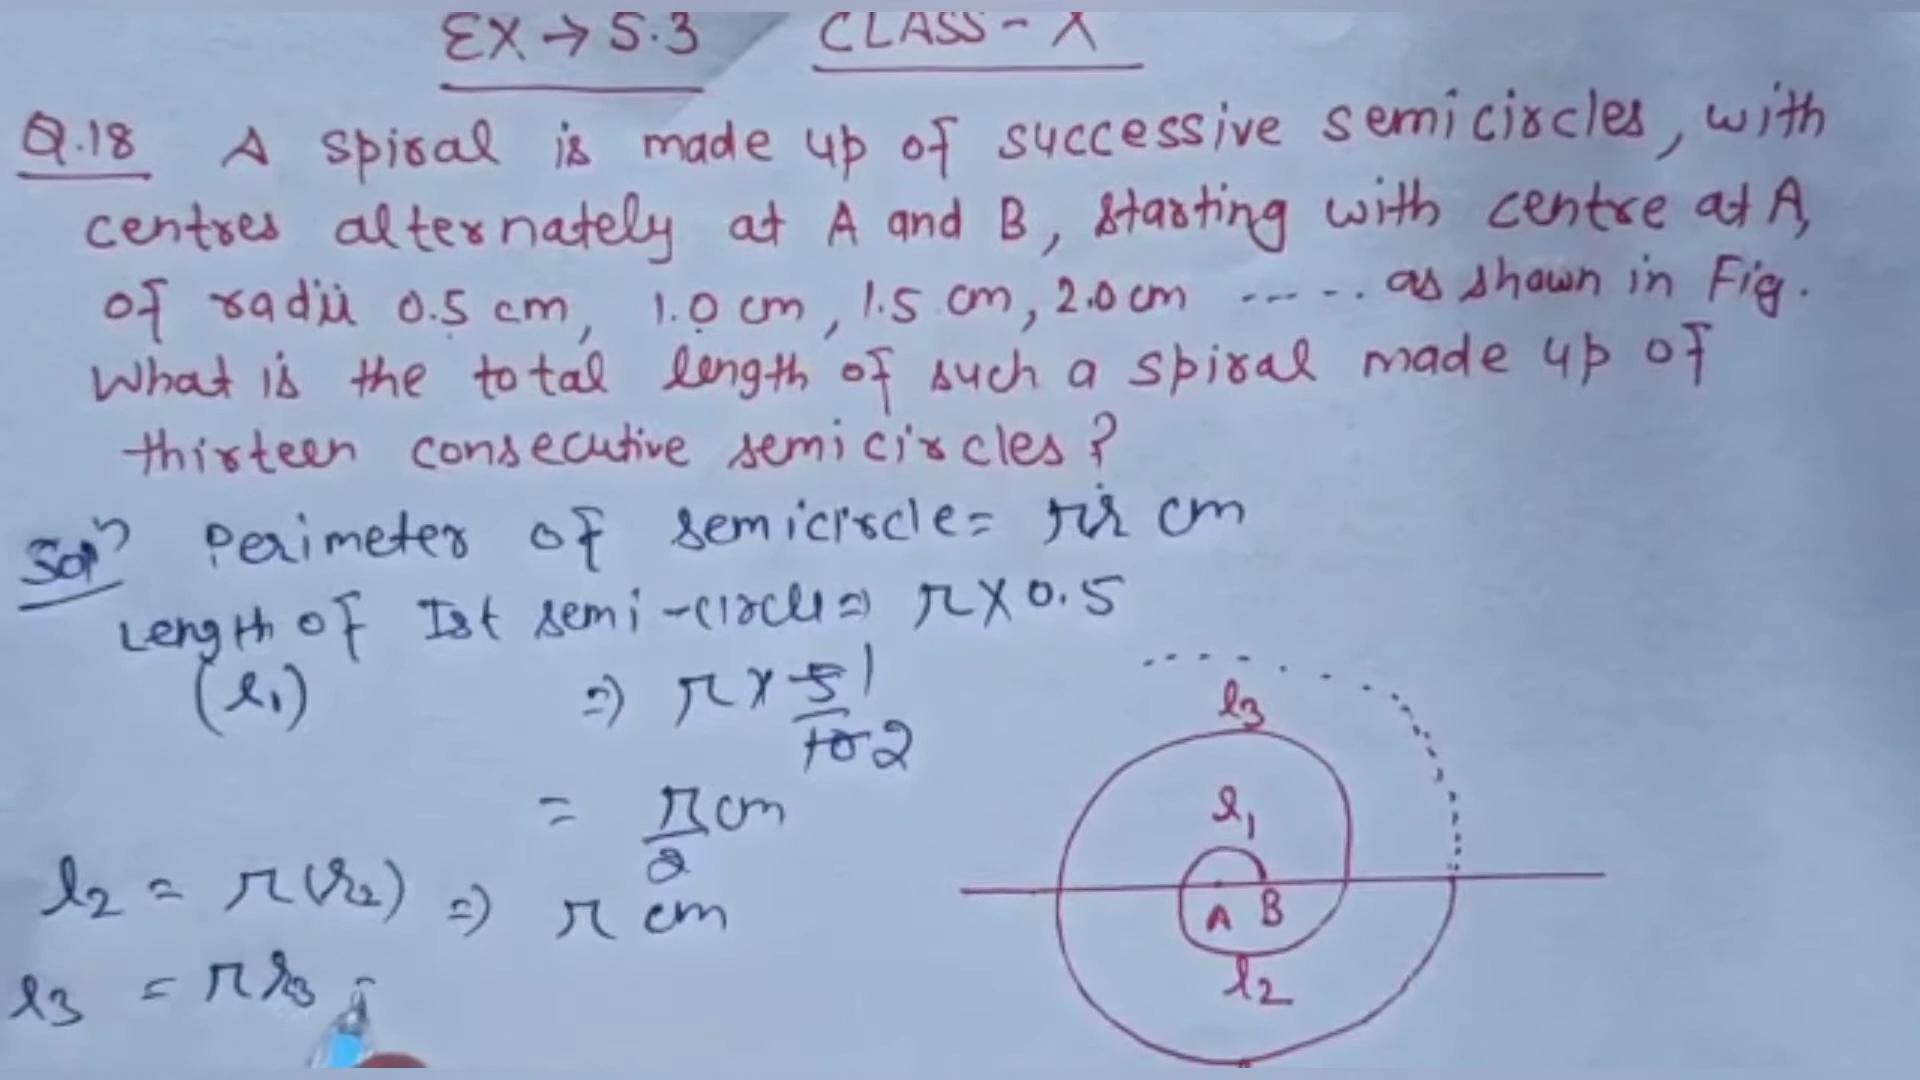 EX → 5.3 CLASS - X
Q.18 A spiral is made up of successive semicircles, with
centres alternately at A and B, starting with centre at A,
of radii 0.5 cm, 1.0 cm, 1.5 cm, 2.0 cm ----.. as shown in Fig.
What is the total length of such a spiral made up of
thirteen consecutive semicircles?
Solⁿ Perimeter of semicircle = πr cm
Length of Ist semi-circle ⇒ π × 0.5
(l₁) ⇒ π × 5/10 1/2
= π/2 cm
l₂ = π(r₂) ⇒ π cm
l₃ = πr₃ =
l₃
l₁
A B
l₂